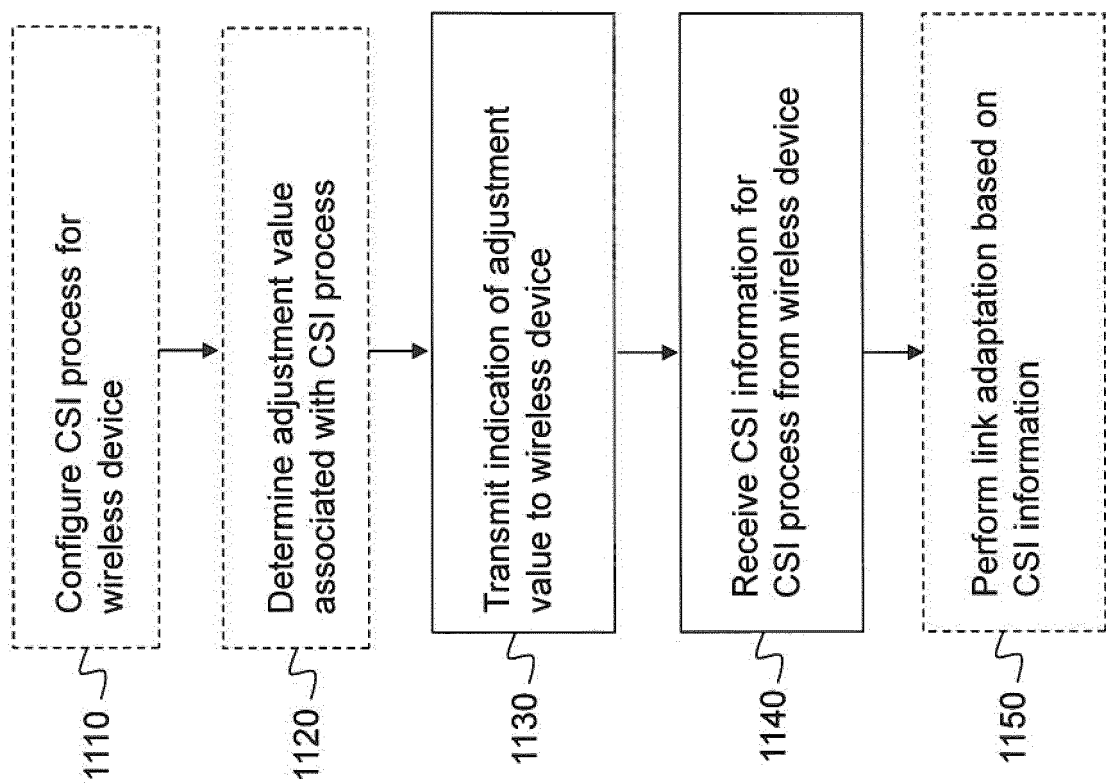 1110
Configure CSI process for
wireless device
1120
Determine adjustment value
associated with CSI process
1130
Transmit indication of adjustment
value to wireless device
1140
Receive CSI information for
CSI process from wireless device
1150
Perform link adaptation based on
CSI information